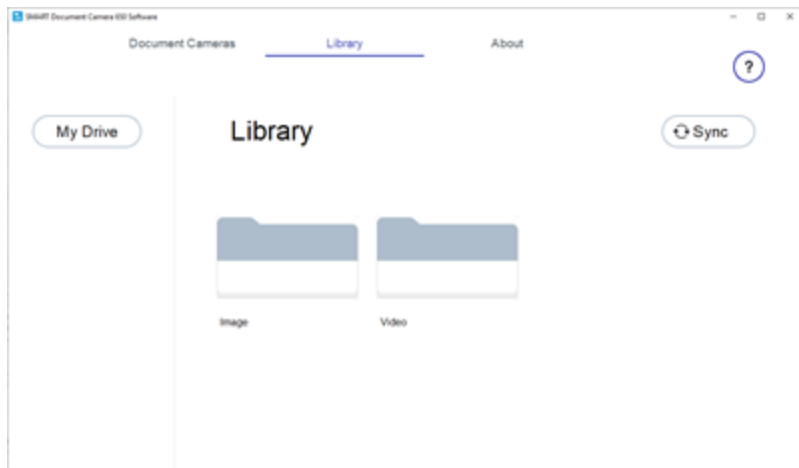 SMART Document Camera 650 Software
Document Cameras Library About
?
My Drive Library Sync
Image Video